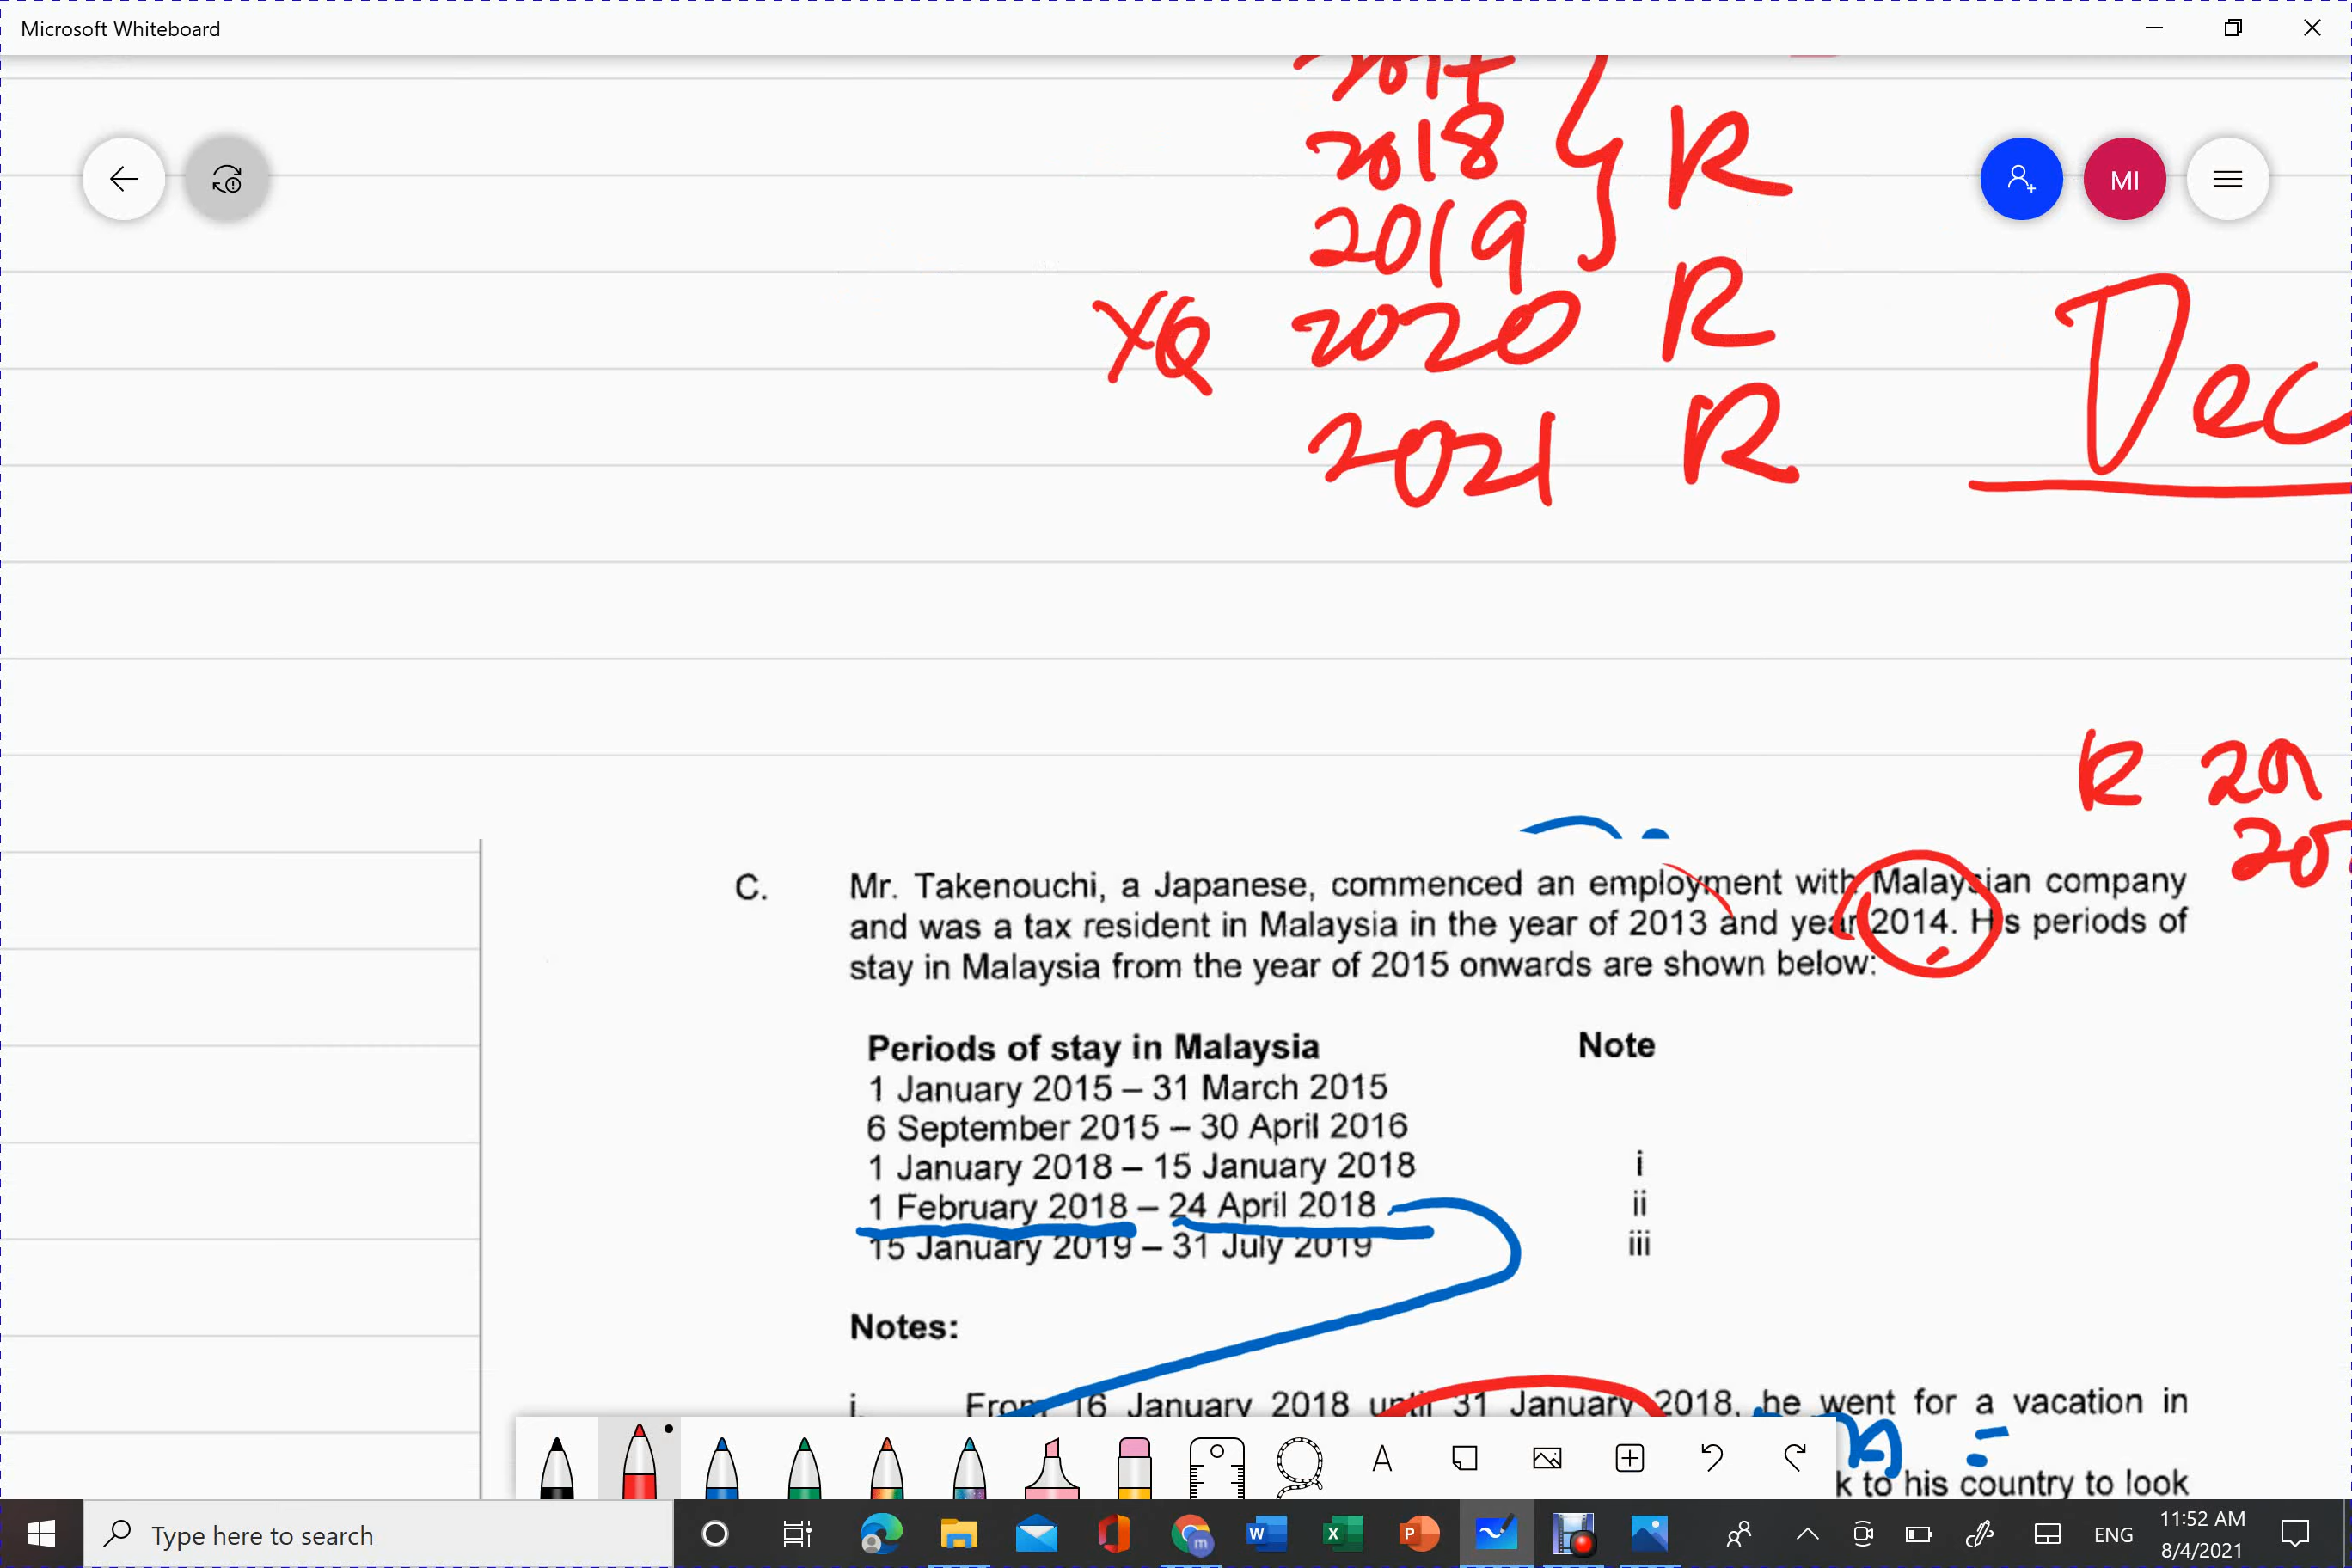 Microsoft Whiteboard
2017
2018 R
2019
XQ 2020 R
2021 R
Dec
MI
R 201
C. Mr. Takenouchi, a Japanese, commenced an employment with Malaysian company
and was a tax resident in Malaysia in the year of 2013 and year 2014. His periods of
stay in Malaysia from the year of 2015 onwards are shown below:
Periods of stay in Malaysia Note
1 January 2015 – 31 March 2015
6 September 2015 – 30 April 2016
1 January 2018 – 15 January 2018 i
1 February 2018 – 24 April 2018 ii
15 January 2019 – 31 July 2019 iii
Notes:
i. From 16 January 2018 until 31 January 2018, he went for a vacation in
k to his country to look
Type here to search
ENG
11:52 AM
8/4/2021